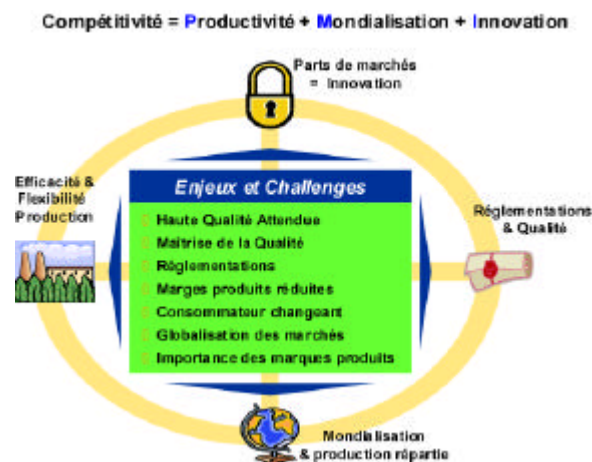 Compétitivité = Productivité + Mondialisation + Innovation
Parts de marchés
= Innovation
Efficacité &
Flexibilité
Production
Enjeux et Challenges
Haute Qualité Attendue
Maîtrise de la Qualité
Réglementations
Marges produits réduites
Consommateur changeant
Globalisation des marchés
Importance des marques produits
Réglementations
& Qualité
Mondialisation
& production répartie